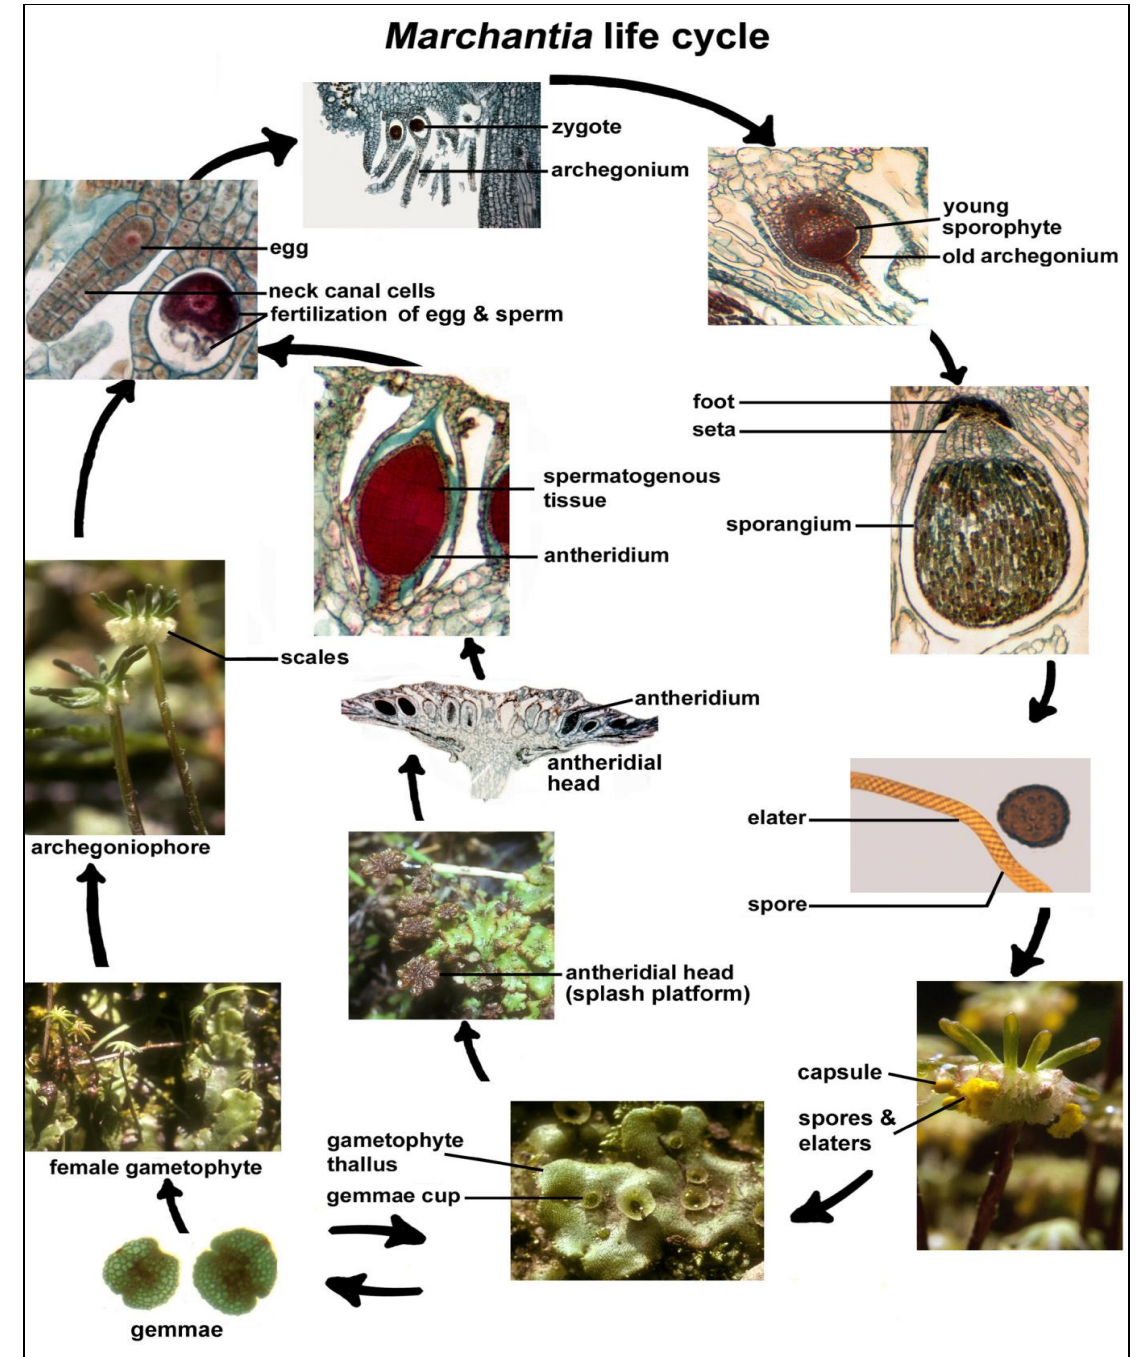 Marchantia life cycle
zygote
archegonium
young
sporophyte
old archegonium
egg
neck canal cells
fertilization of egg & sperm
foot
seta
sporangium
spermatogenous
tissue
antheridium
scales
antheridium
antheridial
head
archegoniophore
elater
spore
antheridial head
(splash platform)
capsule
spores &
elaters
female gametophyte
gametophyte
thallus
gemmae cup
gemmae